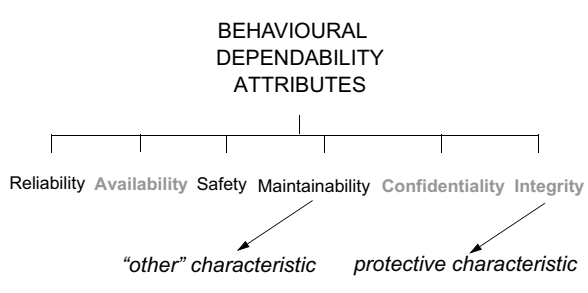 BEHAVIOURAL
DEPENDABILITY
ATTRIBUTES
Reliability Availability Safety Maintainability Confidentiality Integrity
“other” characteristic protective characteristic